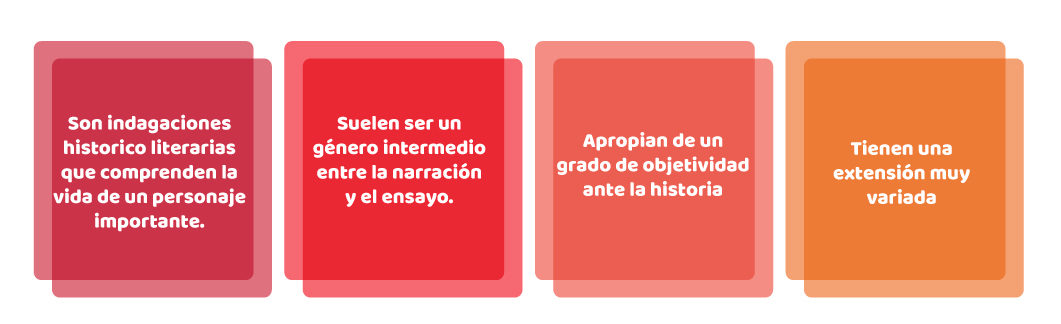 Son indagaciones
historico literarias
que comprenden la
vida de un personaje
importante.
Suelen ser un
género intermedio
entre la narración
y el ensayo.
Apropian de un
grado de objetividad
ante la historia
Tienen una
extensión muy
variada